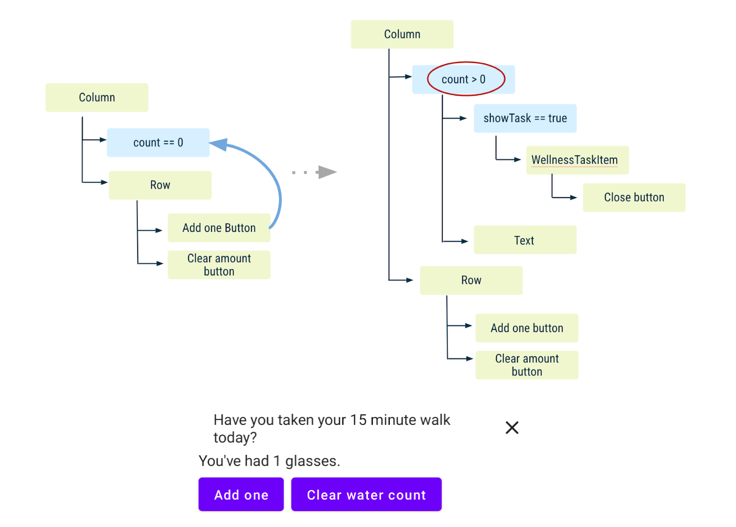 Column
count == 0
Row
Add one Button
Clear amount
button
Column
count > 0
showTask == true
WellnessTaskItem
Close button
Text
Row
Add one button
Clear amount
button
Have you taken your 15 minute walk
today?
You've had 1 glasses.
Add one
Clear water count